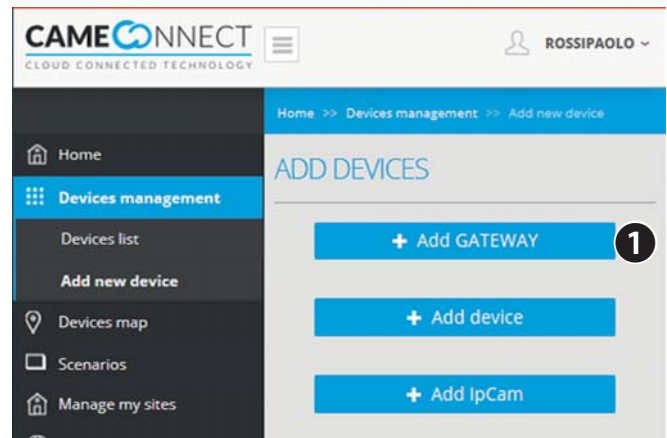 CAMECONNECT
CLOUD CONNECTED TECHNOLOGY
ROSSIPAOLO
Home >> Devices management >> Add new device
Home
Devices management
Devices list
Add new device
Devices map
Scenarios
Manage my sites
ADD DEVICES
+ Add GATEWAY
1
+ Add device
+ Add IpCam